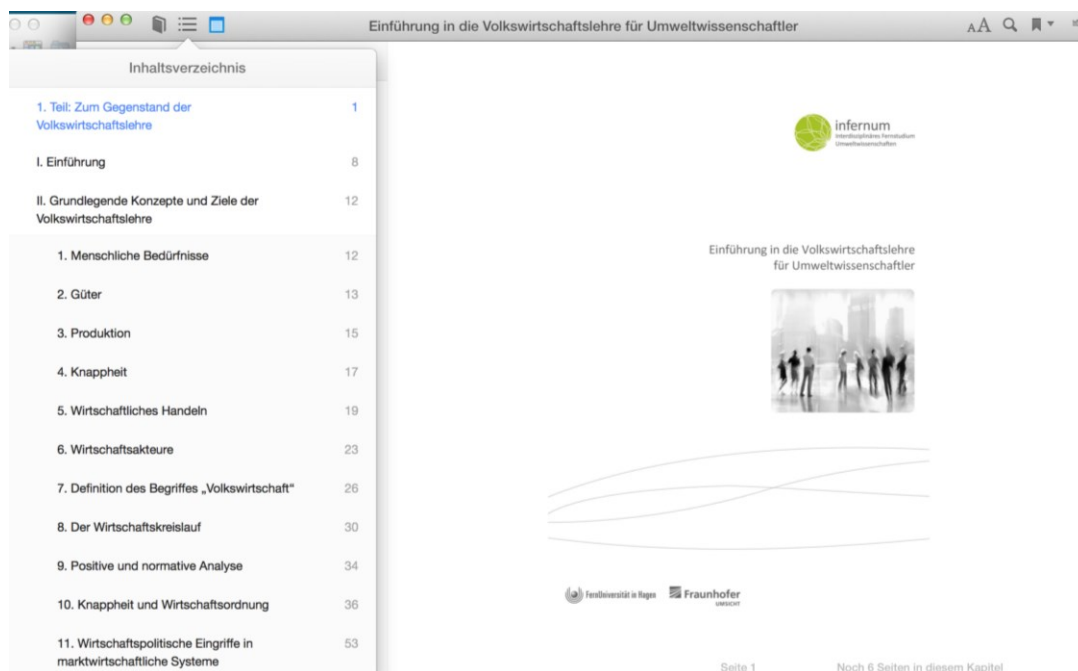 Einführung in die Volkswirtschaftslehre für Umweltwissenschaftler
AA
Inhaltsverzeichnis
1. Teil: Zum Gegenstand der 1
Volkswirtschaftslehre
I. Einführung 8
II. Grundlegende Konzepte und Ziele der 12
Volkswirtschaftslehre
1. Menschliche Bedürfnisse 12
2. Güter 13
3. Produktion 15
4. Knappheit 17
5. Wirtschaftliches Handeln 19
6. Wirtschaftsakteure 23
7. Definition des Begriffes „Volkswirtschaft“ 26
8. Der Wirtschaftskreislauf 30
9. Positive und normative Analyse 34
10. Knappheit und Wirtschaftsordnung 36
11. Wirtschaftspolitische Eingriffe in 53
marktwirtschaftliche Systeme
infernum
Interdisziplinäres Fernstudium
Umweltwissenschaften
Einführung in die Volkswirtschaftslehre
für Umweltwissenschaftler
FernUniversität in Hagen
Fraunhofer
UMSICHT
Seite 1
Noch 6 Seiten in diesem Kapitel